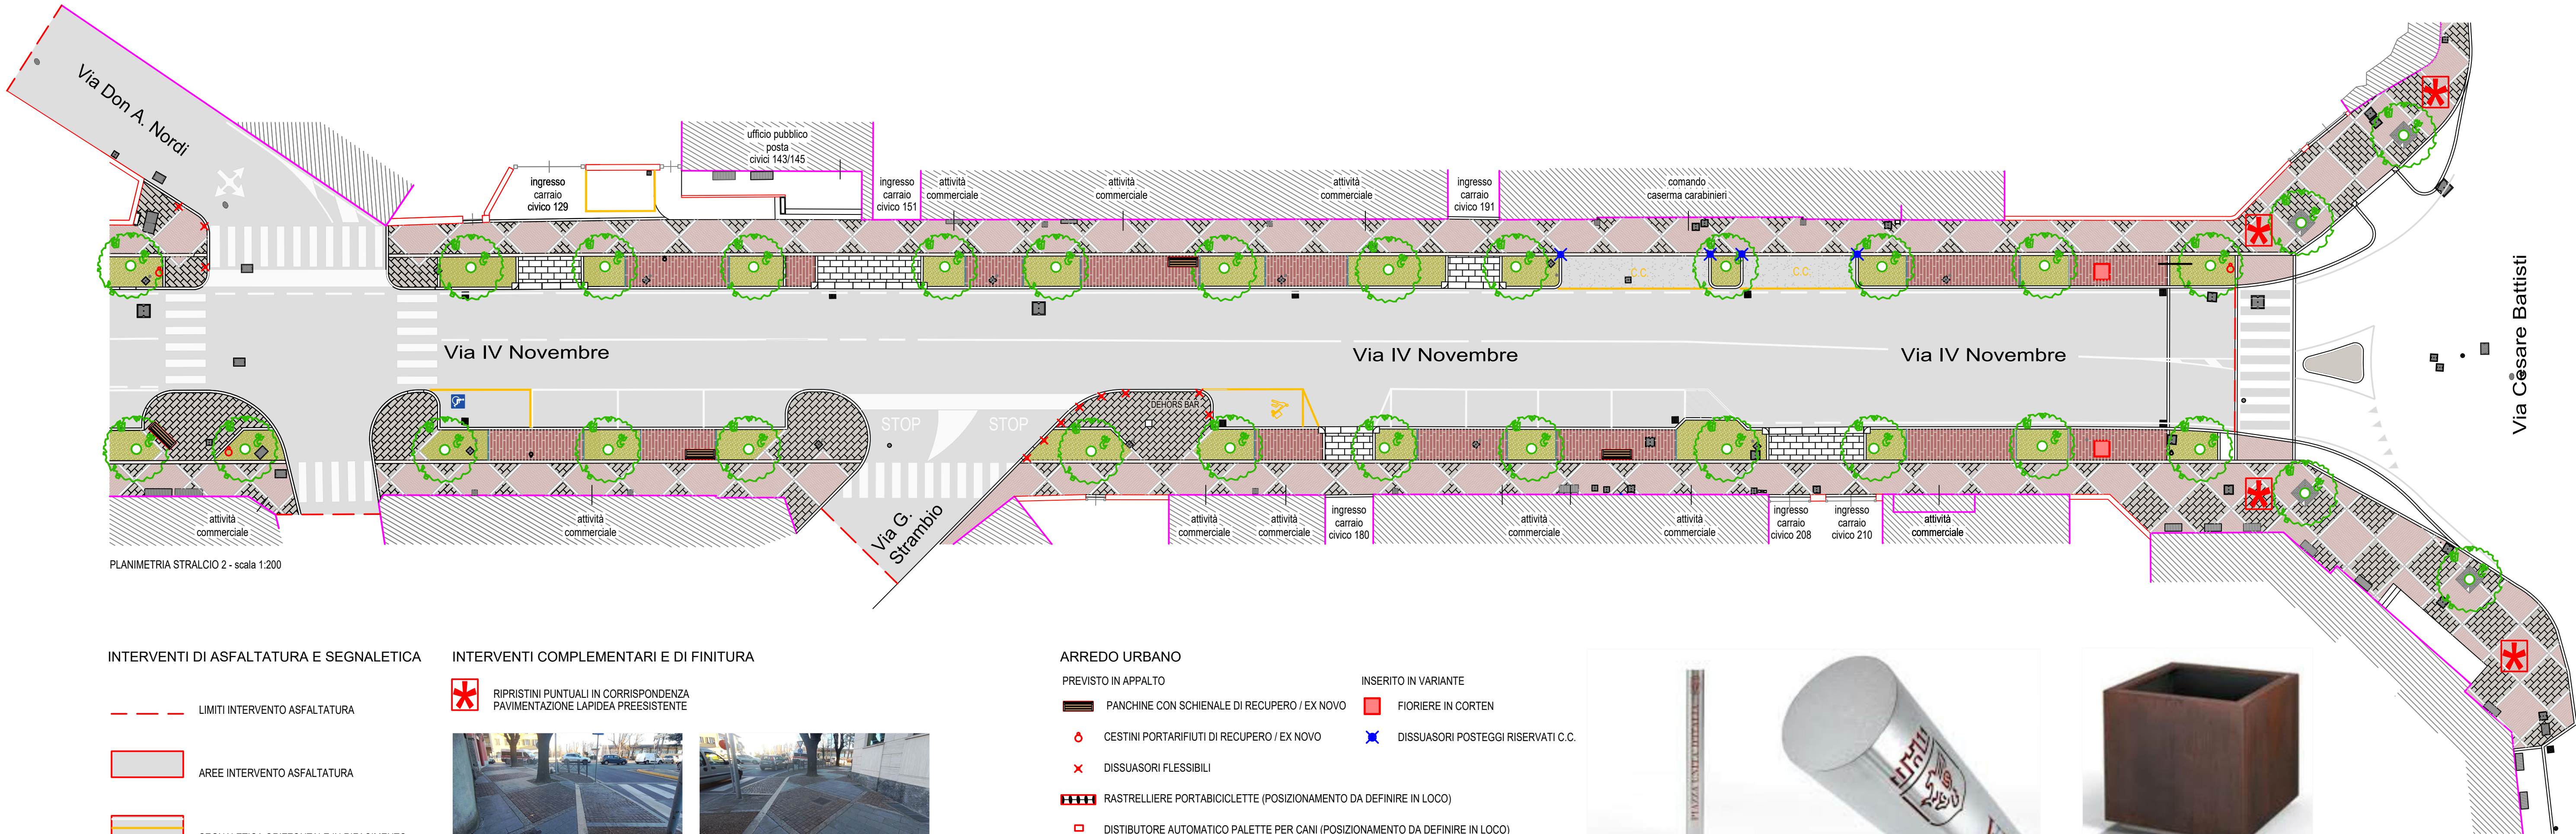 Via Don A. Nordi
ufficio pubblico
posta
civici 143/145
ingresso
carraio
civico 129
ingresso
carraio
civico 151
attività
commerciale
attività
commerciale
attività
commerciale
ingresso
carraio
civico 191
comando
caserma carabinieri
C.C.
C.C.
Via IV Novembre
Via IV Novembre
Via IV Novembre
Via Cesare Battisti
DEHORS BAR
STOP
STOP
attività
commerciale
attività
commerciale
Via G.
Strambio
attività
commerciale
attività
commerciale
ingresso
carraio
civico 180
attività
commerciale
attività
commerciale
ingresso
carraio
civico 208
ingresso
carraio
civico 210
attività
commerciale
PLANIMETRIA STRALCIO 2 - scala 1:200
INTERVENTI DI ASFALTATURA E SEGNALETICA
LIMITI INTERVENTO ASFALTATURA
AREE INTERVENTO ASFALTATURA
INTERVENTI COMPLEMENTARI E DI FINITURA
RIPRISTINI PUNTUALI IN CORRISPONDENZA
PAVIMENTAZIONE LAPIDEA PREESISTENTE
ARREDO URBANO
PREVISTO IN APPALTO
PANCHINE CON SCHIENALE DI RECUPERO / EX NOVO
CESTINI PORTARIFIUTI DI RECUPERO / EX NOVO
DISSUASORI FLESSIBILI
RASTRELLIERE PORTABICICLETTE (POSIZIONAMENTO DA DEFINIRE IN LOCO)
DISTIBUTORE AUTOMATICO PALETTE PER CANI (POSIZIONAMENTO DA DEFINIRE IN LOCO)
INSERITO IN VARIANTE
FIORIERE IN CORTEN
DISSUASORI POSTEGGI RISERVATI C.C.
PIAZZA UNITÀ D'ITALIA